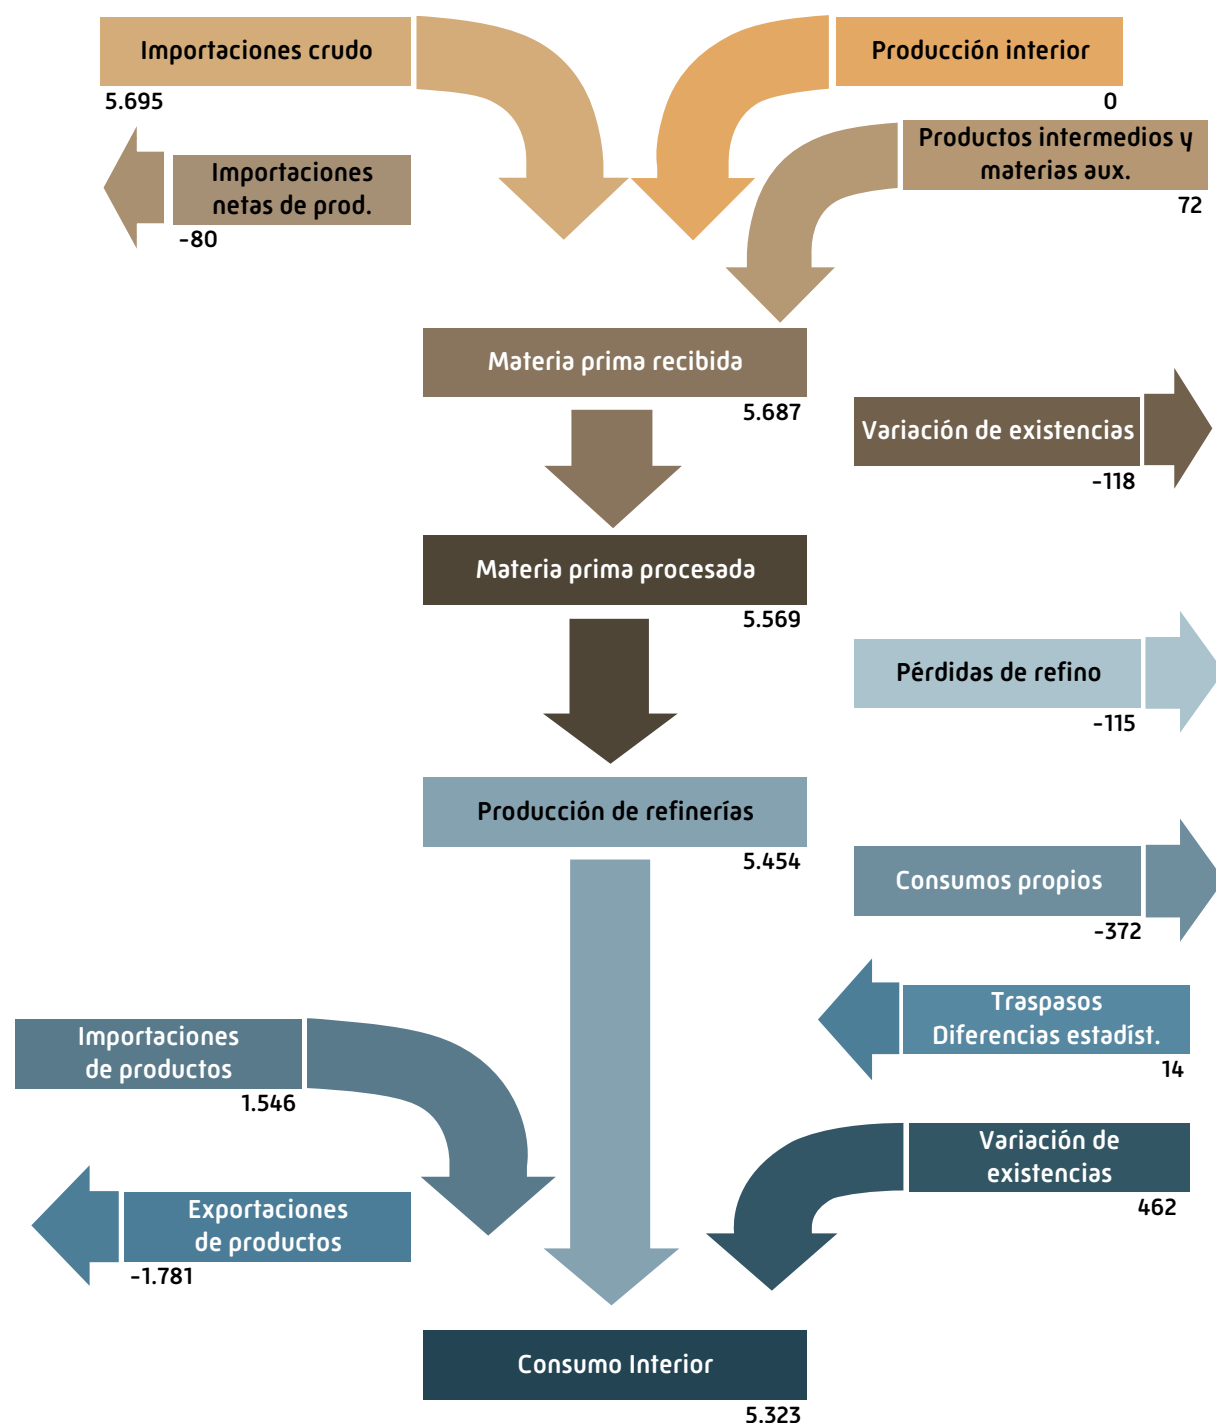 Importaciones crudo
5.695
Producción interior
0
Productos intermedios y
materias aux.
72
Importaciones
netas de prod.
-80
Materia prima recibida
5.687
Variación de existencias
-118
Materia prima procesada
5.569
Pérdidas de refino
-115
Producción de refinerías
5.454
Consumos propios
-372
Traspasos
Diferencias estadíst.
14
Importaciones
de productos
1.546
Variación de
existencias
462
Exportaciones
de productos
-1.781
Consumo Interior
5.323